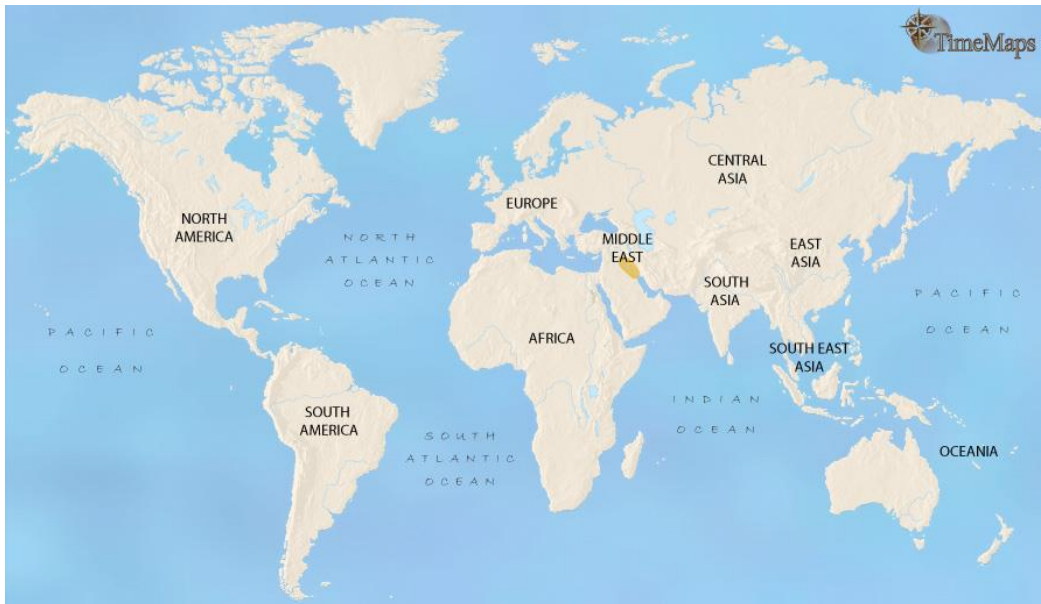 TimeMaps
CENTRAL
ASIA
EUROPE
NORTH
AMERICA
NORTH
ATLANTIC
OCEAN
MIDDLE
EAST
EAST
ASIA
SOUTH
ASIA
PACIFIC
OCEAN
PACIFIC
OCEAN
AFRICA
SOUTH EAST
ASIA
INDIAN
OCEAN
SOUTH
AMERICA
SOUTH
ATLANTIC
OCEAN
OCEANIA